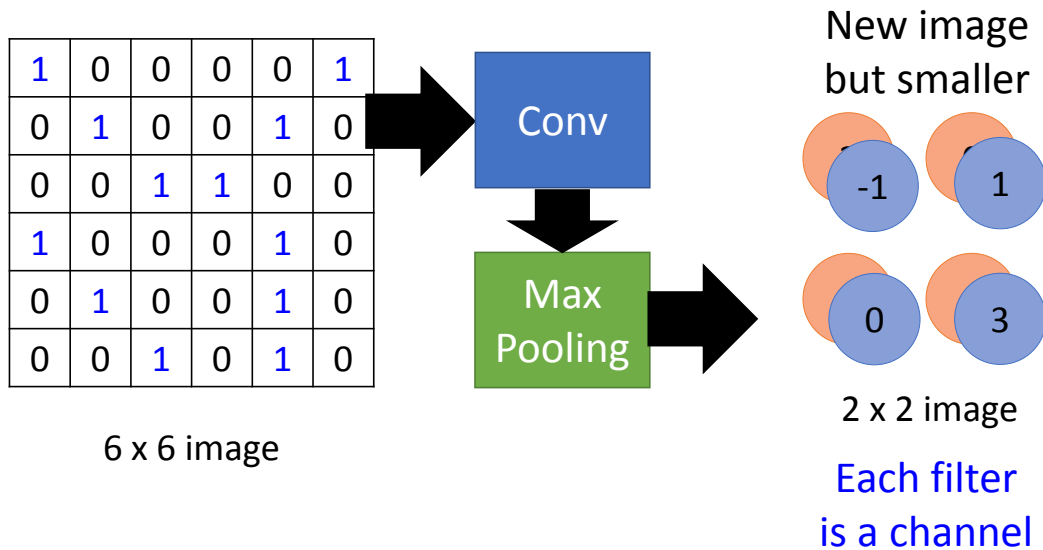 1 0 0 0 0 1
0 1 0 0 1 0
0 0 1 1 0 0
1 0 0 0 1 0
0 1 0 0 1 0
0 0 1 0 1 0
6 x 6 image
Conv
Max
Pooling
New image
but smaller
-1 1
0 3
2 x 2 image
Each filter
is a channel